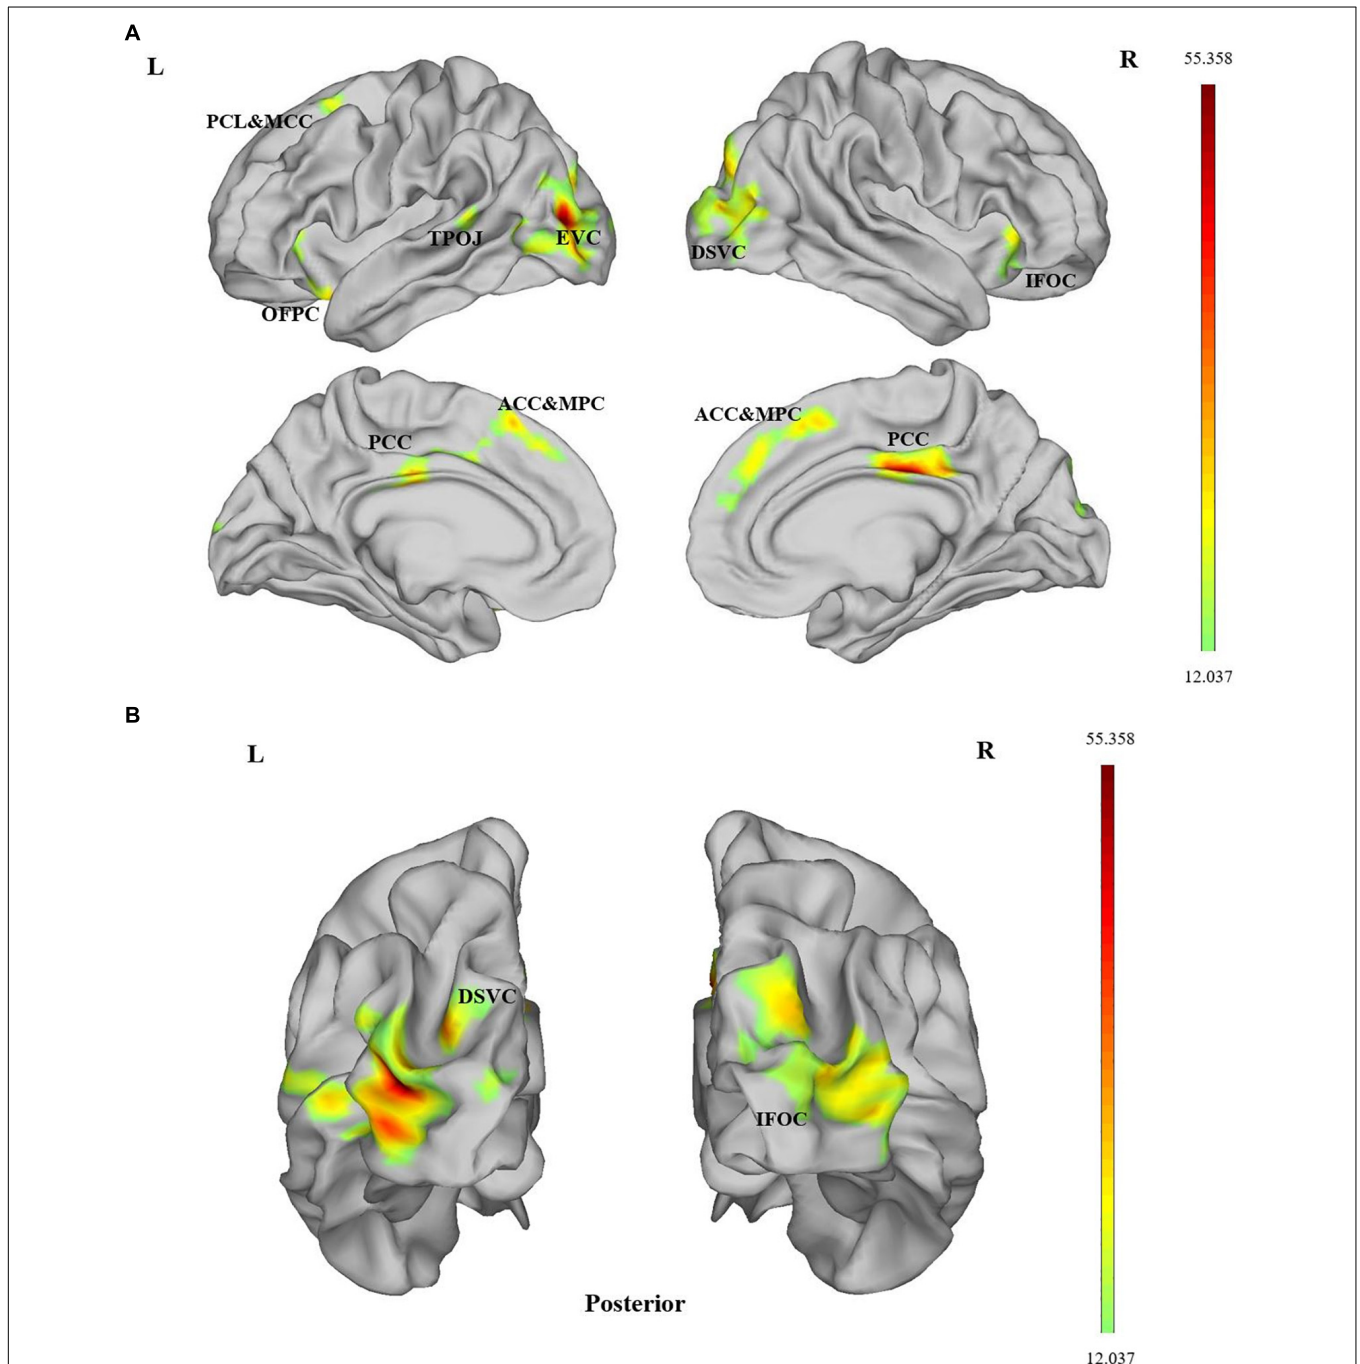 A
L
R
55.358
PCL&MCC
TPOJ
EVC
DSVC
IFOC
OFPC
ACC&MPC
PCC
ACC&MPC
PCC
12.037
B
L
R
55.358
DSVC
IFOC
Posterior
12.037